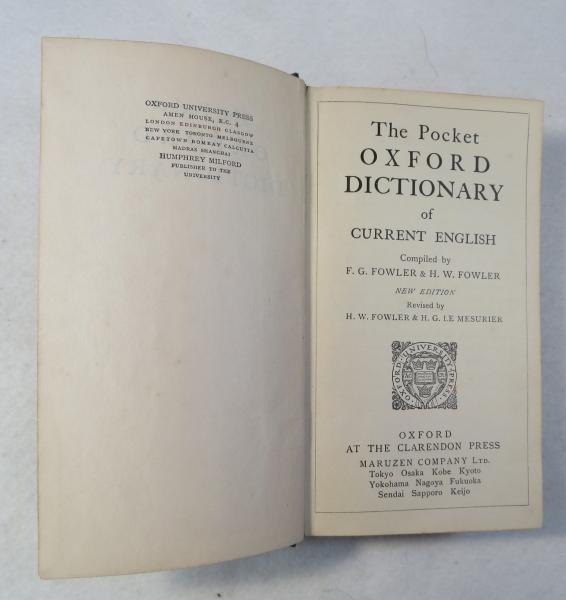 OXFORD UNIVERSITY PRESS
AMEN HOUSE, E.C. 4
LONDON EDINBURGH GLASGOW
NEW YORK TORONTO MELBOURNE
CAPETOWN BOMBAY CALCUTTA
MADRAS SHANGHAI
HUMPHREY MILFORD
PUBLISHER TO THE
UNIVERSITY
The Pocket
OXFORD
DICTIONARY
of
CURRENT ENGLISH
Compiled by
F. G. FOWLER & H. W. FOWLER
NEW EDITION
Revised by
H. W. FOWLER & H. G. LE MESURIER
OXFORD UNIVERSITY PRESS
OXFORD
AT THE CLARENDON PRESS
MARUZEN COMPANY LTD.
Tokyo Osaka Kobe Kyoto
Yokohama Nagoya Fukuoka
Sendai Sapporo Keijo